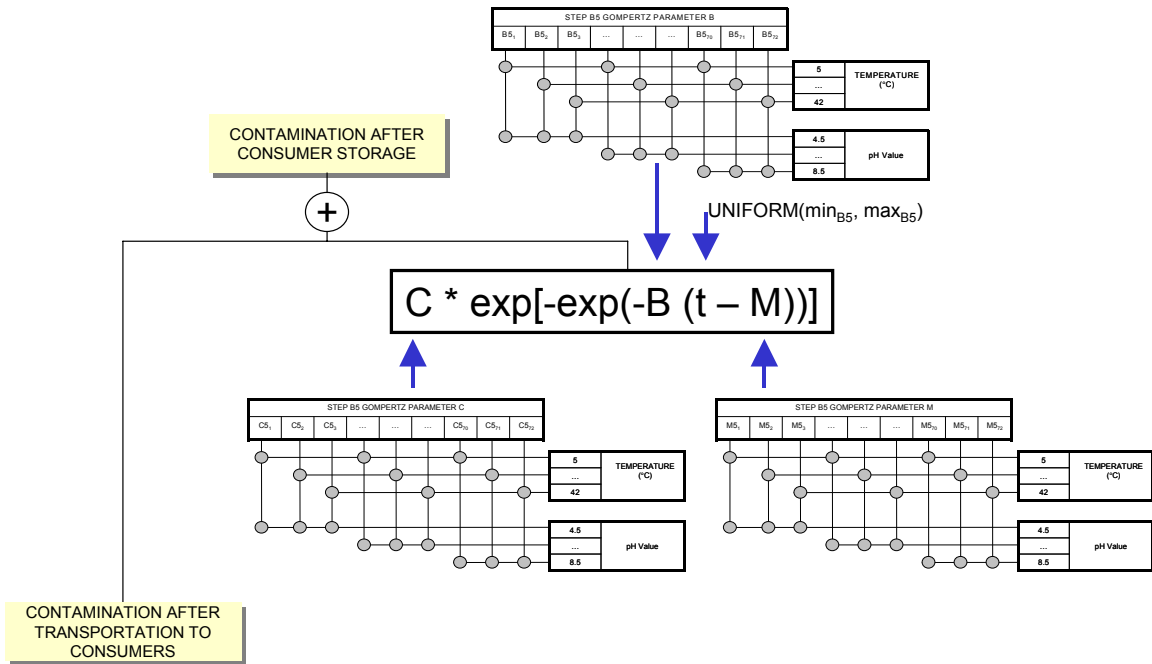 STEP B5 GOMPERTZ PARAMETER B
B5₁ B5₂ B5₃ ... ... ... B5₇₀ B5₇₁ B5₇₂
5
...
42
TEMPERATURE
(°C)
4.5
...
8.5
pH Value
CONTAMINATION AFTER
CONSUMER STORAGE
+
UNIFORM(min_B5, max_B5)
C * exp[-exp(-B (t – M))]
STEP B5 GOMPERTZ PARAMETER C
C5₁ C5₂ C5₃ ... ... ... C5₇₀ C5₇₁ C5₇₂
5
...
42
TEMPERATURE
(°C)
4.5
...
8.5
pH Value
STEP B5 GOMPERTZ PARAMETER M
M5₁ M5₂ M5₃ ... ... ... M5₇₀ M5₇₁ M5₇₂
5
...
42
TEMPERATURE
(°C)
4.5
...
8.5
pH Value
CONTAMINATION AFTER
TRANSPORTATION TO
CONSUMERS